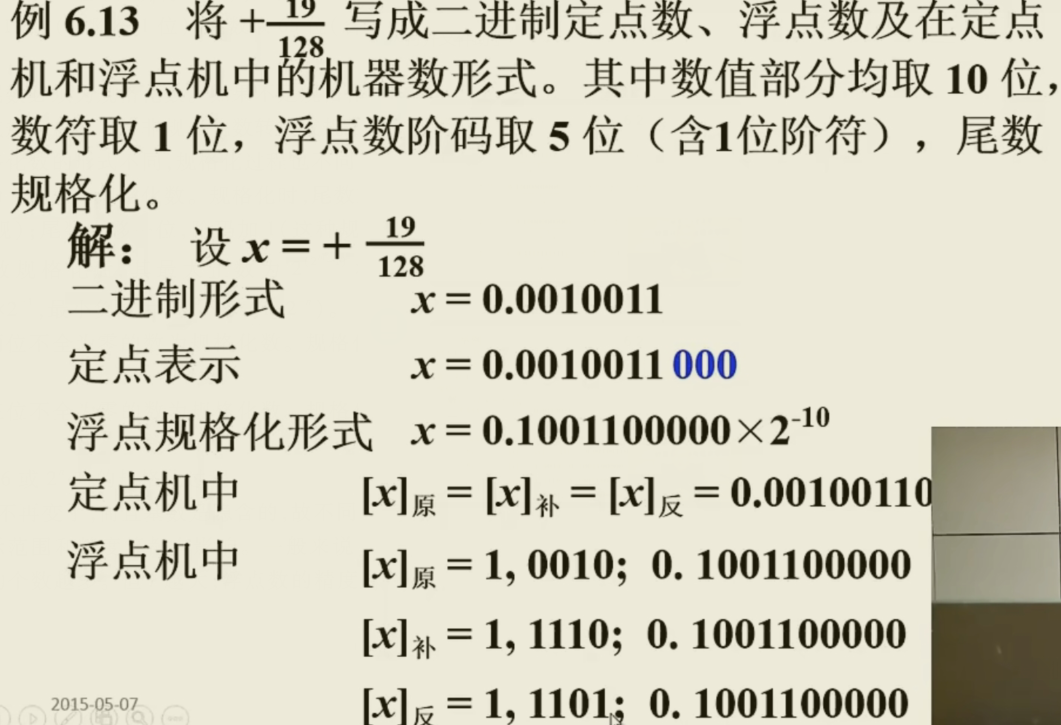 例 6.13 将 +19/128 写成二进制定点数、浮点数及在定点
机和浮点机中的机器数形式。其中数值部分均取 10 位,
数符取 1 位，浮点数阶码取 5 位（含1位阶符），尾数
规格化。
解： 设 x = + 19/128
二进制形式 x = 0.0010011
定点表示 x = 0.0010011 000
浮点规格化形式 x = 0.1001100000×2^-10
定点机中 [x]原 = [x]补 = [x]反 = 0.00100110
浮点机中 [x]原 = 1, 0010; 0. 1001100000
[x]补 = 1, 1110; 0. 1001100000
[x]反 = 1, 1101; 0. 1001100000
2015-05-07